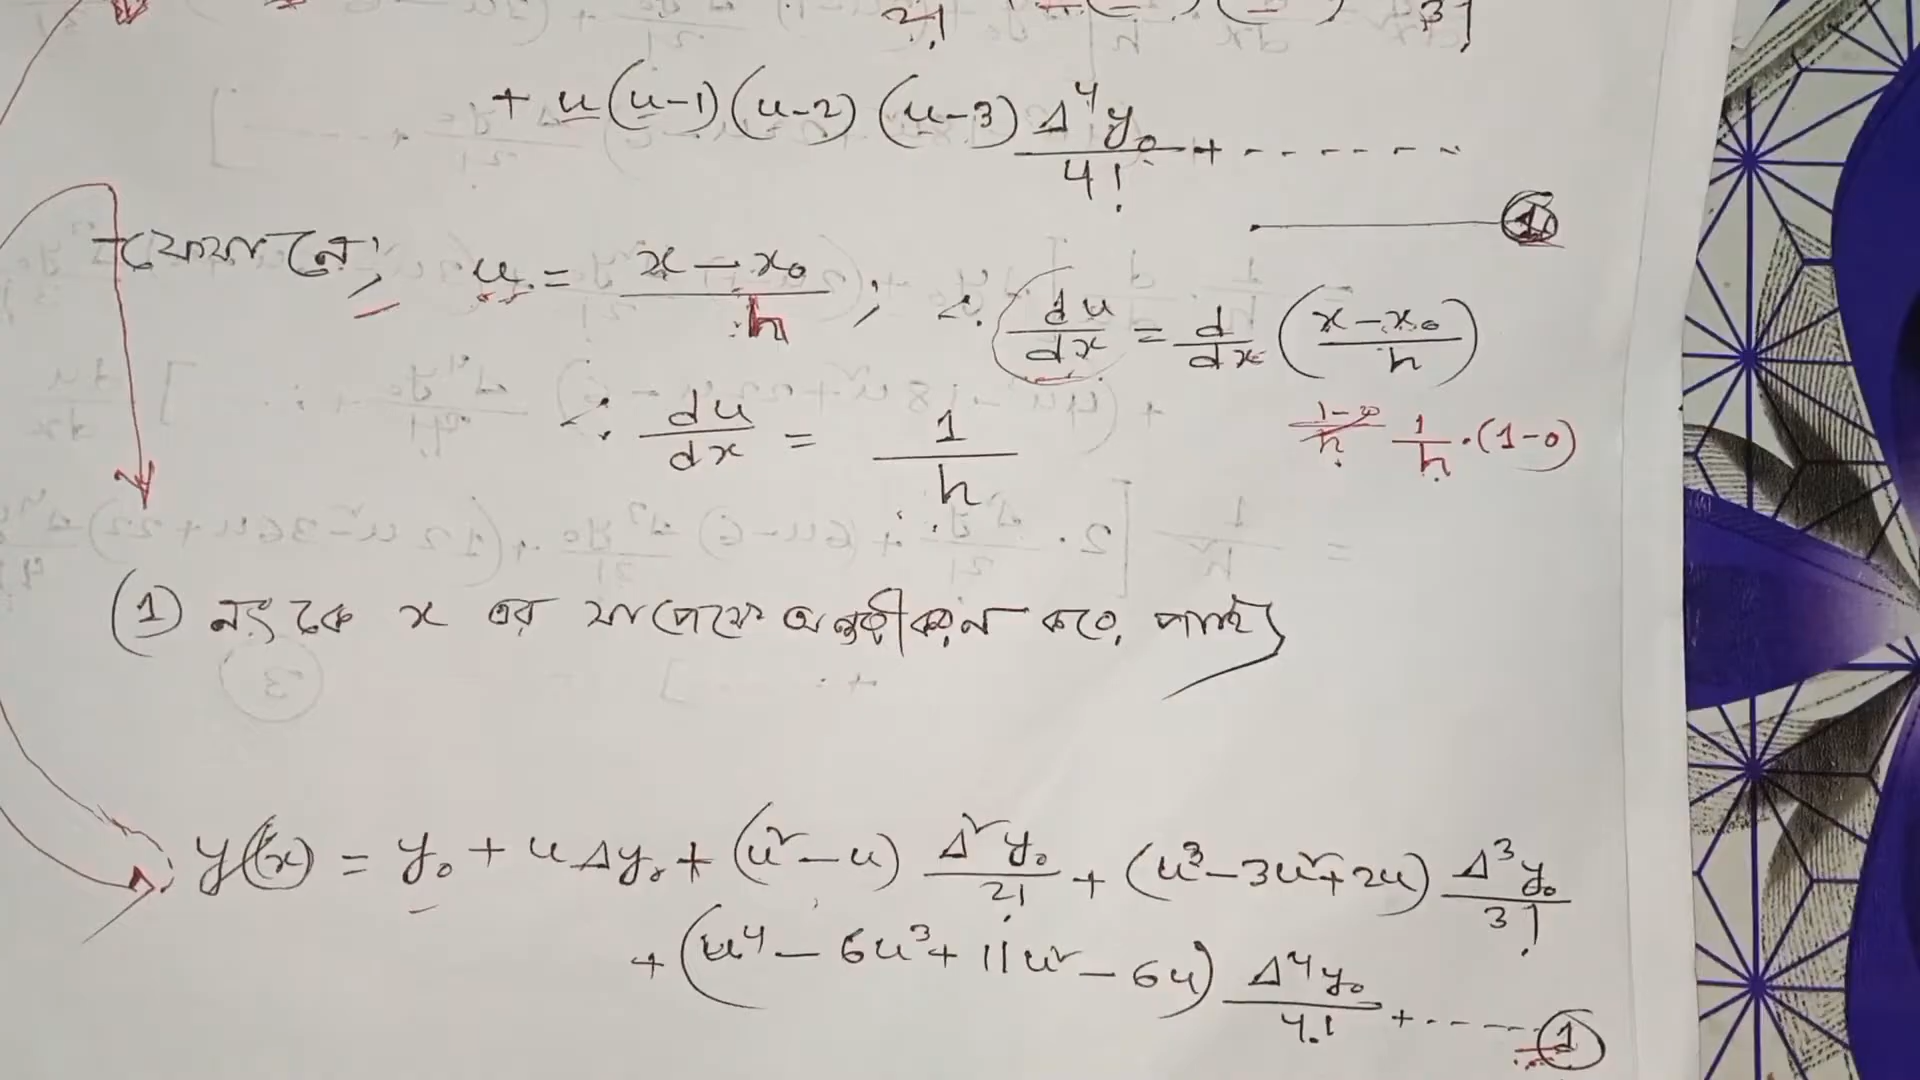 2! 3!
+ u(u-1)(u-2)(u-3) Δ⁴y₀/4! + ------
①
যেখানে, u = (x - x₀)/h ; ∴ du/dx = d/dx ((x-x₀)/h)
∴ du/dx = 1/h 1/h·(1-0)
(1) নং কে x এর সাপেক্ষে অন্তরীকরণ করে পাই,
y(x) = y₀ + uΔy₀ + (u²-u) Δ²y₀/2! + (u³-3u²+2u) Δ³y₀/3!
+ (u⁴ - 6u³ + 11u² - 6u) Δ⁴y₀/4! + ----- ①